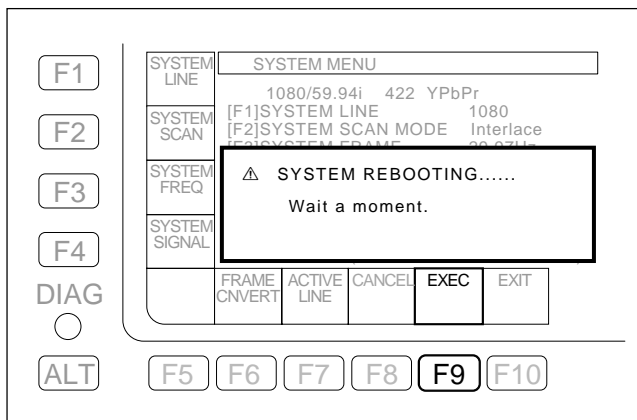 F1
F2
F3
F4
DIAG
ALT
SYSTEM
LINE
SYSTEM
SCAN
SYSTEM
FREQ
SYSTEM
SIGNAL
SYSTEM MENU
1080/59.94i 422 YPbPr
[F1]SYSTEM LINE 1080
[F2]SYSTEM SCAN MODE Interlace
⚠ SYSTEM REBOOTING......
Wait a moment.
FRAME
CNVERT
ACTIVE
LINE
CANCEL
EXEC
EXIT
F5
F6
F7
F8
F9
F10